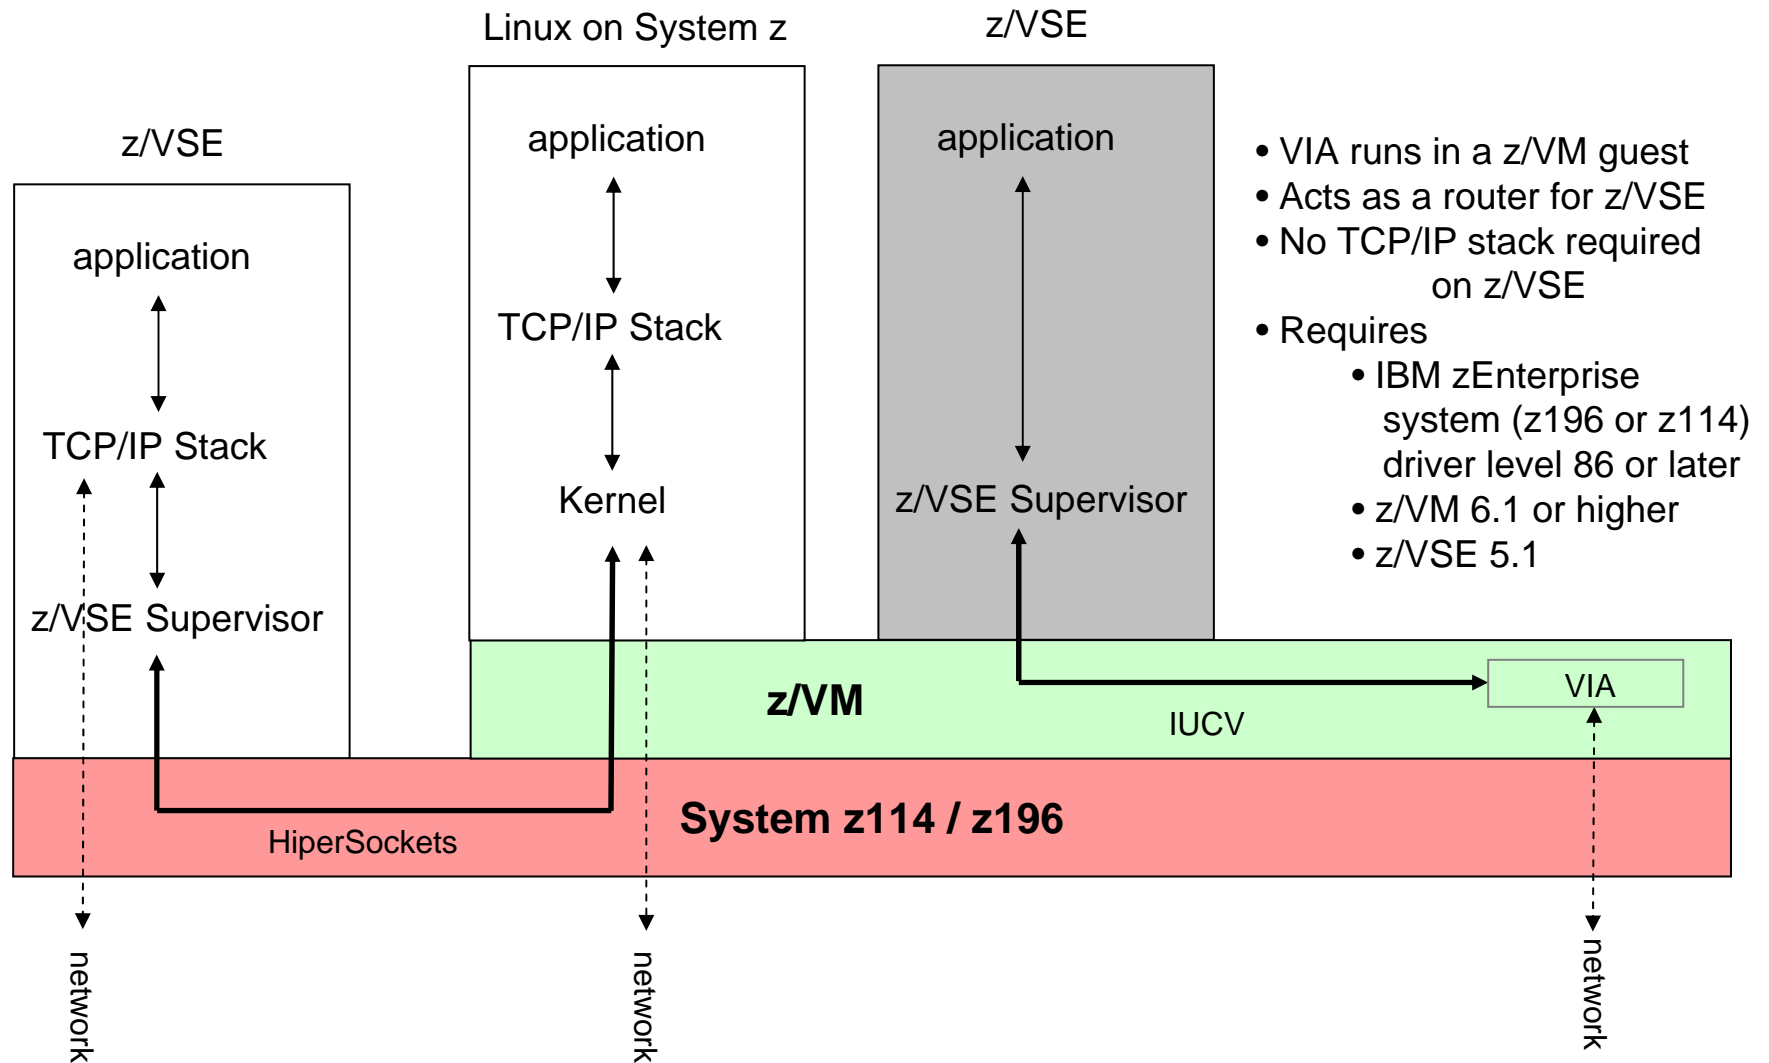 Linux on System z
z/VSE
z/VSE
application
TCP/IP Stack
z/VSE Supervisor
application
TCP/IP Stack
Kernel
application
z/VSE Supervisor
• VIA runs in a z/VM guest
• Acts as a router for z/VSE
• No TCP/IP stack required
on z/VSE
• Requires
• IBM zEnterprise
system (z196 or z114)
driver level 86 or later
• z/VM 6.1 or higher
• z/VSE 5.1
z/VM
IUCV
VIA
System z114 / z196
HiperSockets
network
network
network